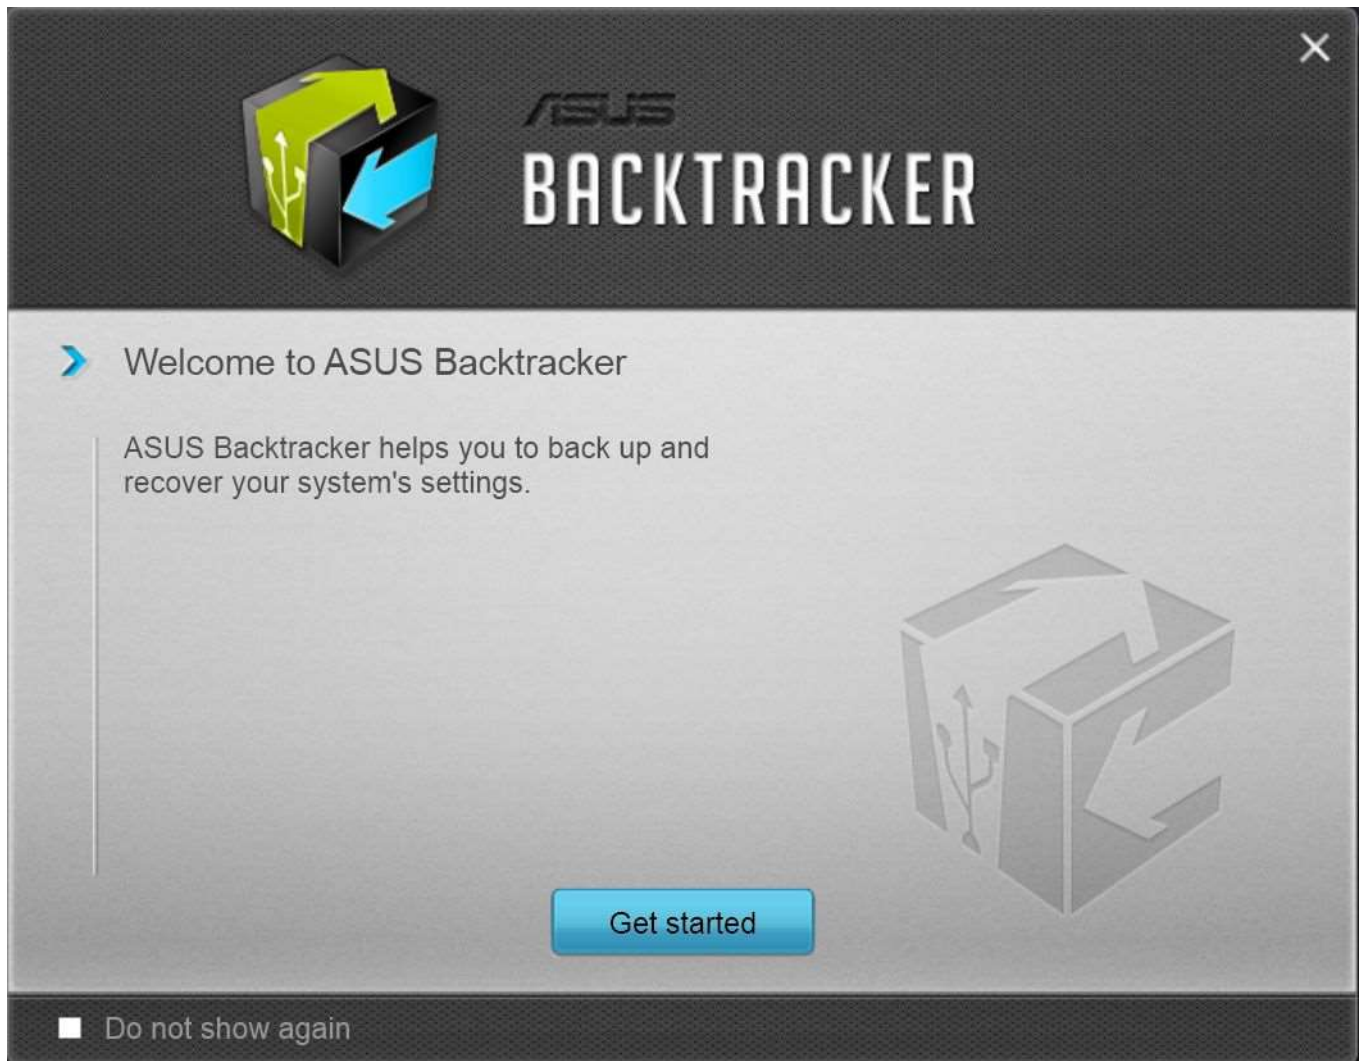 ASUS
BACKTRACKER
Welcome to ASUS Backtracker
ASUS Backtracker helps you to back up and
recover your system's settings.
Get started
Do not show again